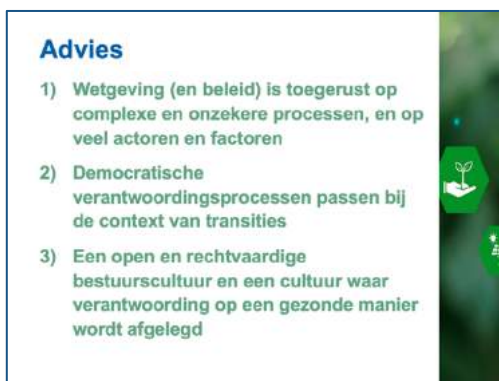 Advies
1) Wetgeving (en beleid) is toegerust op
complexe en onzekere processen, en op
veel actoren en factoren
2) Democratische
verantwoordingsprocessen passen bij
de context van transities
3) Een open en rechtvaardige
bestuurscultuur en een cultuur waar
verantwoording op een gezonde manier
wordt afgelegd